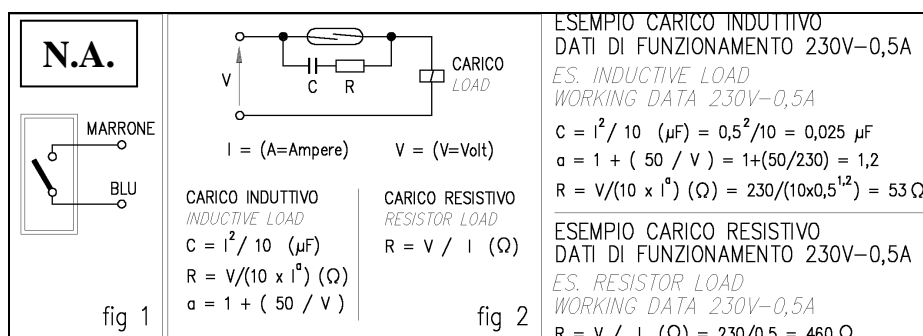 N.A.
MARRONE
BLU
fig 1
V
C R
CARICO
LOAD
I = (A=Ampere) V = (V=Volt)
CARICO INDUTTIVO
INDUCTIVE LOAD
C = I²/ 10 (µF)
R = V/(10 x Iᵃ) (Ω)
a = 1 + ( 50 / V )
CARICO RESISTIVO
RESISTOR LOAD
R = V / I (Ω)
fig 2
ESEMPIO CARICO INDUTTIVO
DATI DI FUNZIONAMENTO 230V-0,5A
ES. INDUCTIVE LOAD
WORKING DATA 230V-0,5A
C = I²/ 10 (µF) = 0,5²/10 = 0,025 µF
a = 1 + ( 50 / V ) = 1+(50/230) = 1,2
R = V/(10 x Iᵃ) (Ω) = 230/(10x0,5¹,²) = 53 Ω
ESEMPIO CARICO RESISTIVO
DATI DI FUNZIONAMENTO 230V-0,5A
ES. RESISTOR LOAD
WORKING DATA 230V-0,5A
R = V / I (Ω) = 230/0,5 = 460 Ω